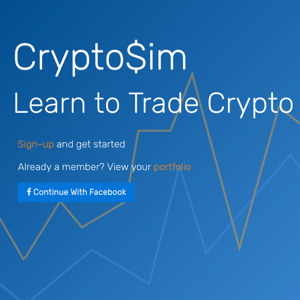 Crypto$im
Learn to Trade Crypto
Sign-up and get started
Already a member? View your portfolio
f Continue With Facebook